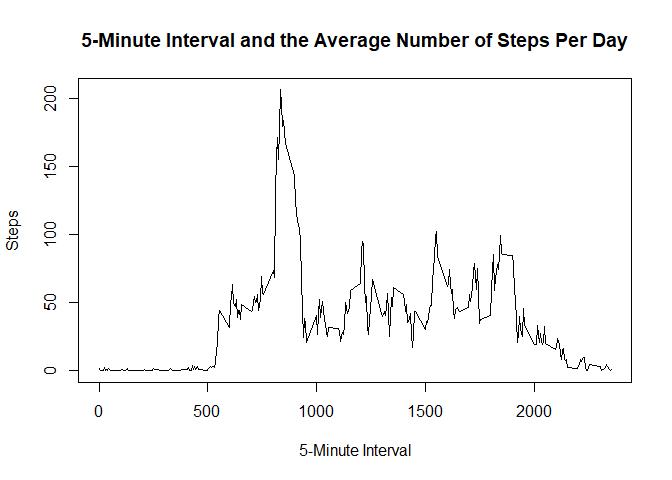 5-Minute Interval and the Average Number of Steps Per Day
200
150
100
50
0
Steps
0 500 1000 1500 2000
5-Minute Interval